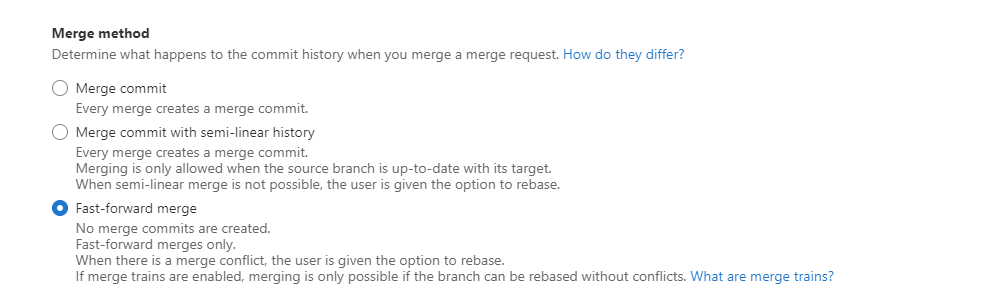 Merge method
Determine what happens to the commit history when you merge a merge request. How do they differ?
Merge commit
Every merge creates a merge commit.
Merge commit with semi-linear history
Every merge creates a merge commit.
Merging is only allowed when the source branch is up-to-date with its target.
When semi-linear merge is not possible, the user is given the option to rebase.
Fast-forward merge
No merge commits are created.
Fast-forward merges only.
When there is a merge conflict, the user is given the option to rebase.
If merge trains are enabled, merging is only possible if the branch can be rebased without conflicts. What are merge trains?